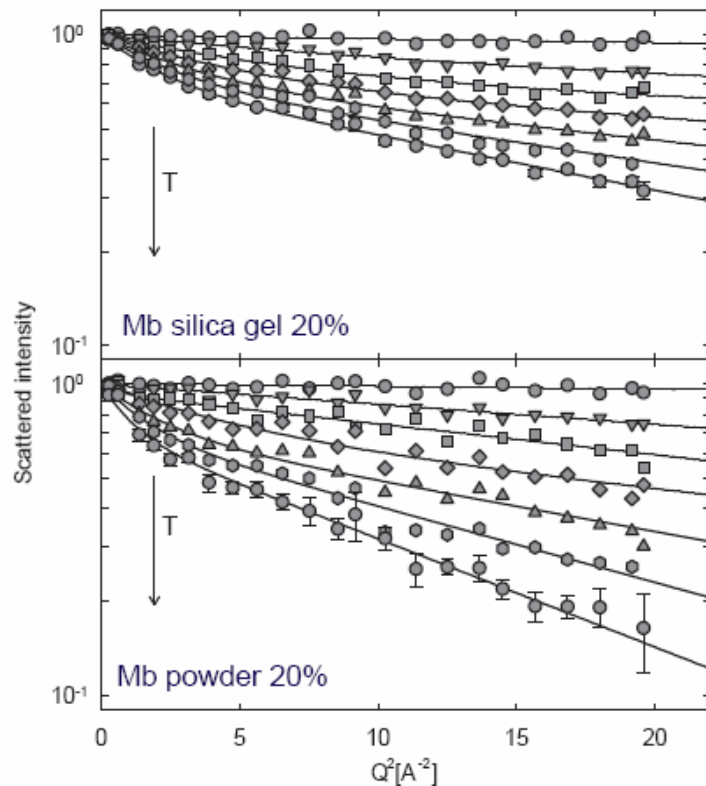 10⁰
T
Mb silica gel 20%
10⁻¹
10⁰
T
Mb powder 20%
10⁻¹
0 5 10 15 20
Q²[A⁻²]
Scattered intensity